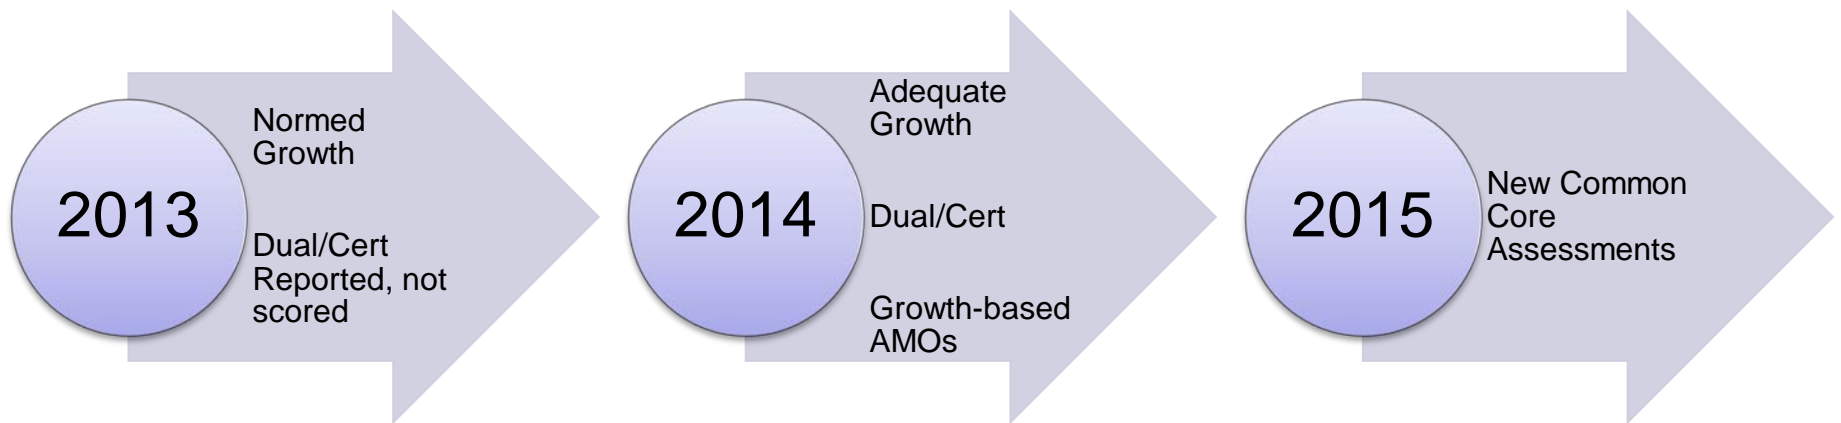 2013
Normed
Growth
Dual/Cert
Reported, not
scored
2014
Adequate
Growth
Dual/Cert
Growth-based
AMOs
2015
New Common
Core
Assessments